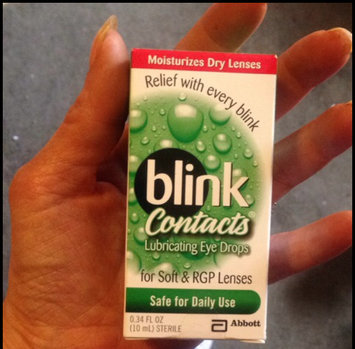 Moisturizes Dry Lenses
Relief with every blink
blink
Contacts®
Lubricating Eye Drops
for Soft & RGP Lenses
Safe for Daily Use
0.34 FL OZ
(10 mL) STERILE
Abbott